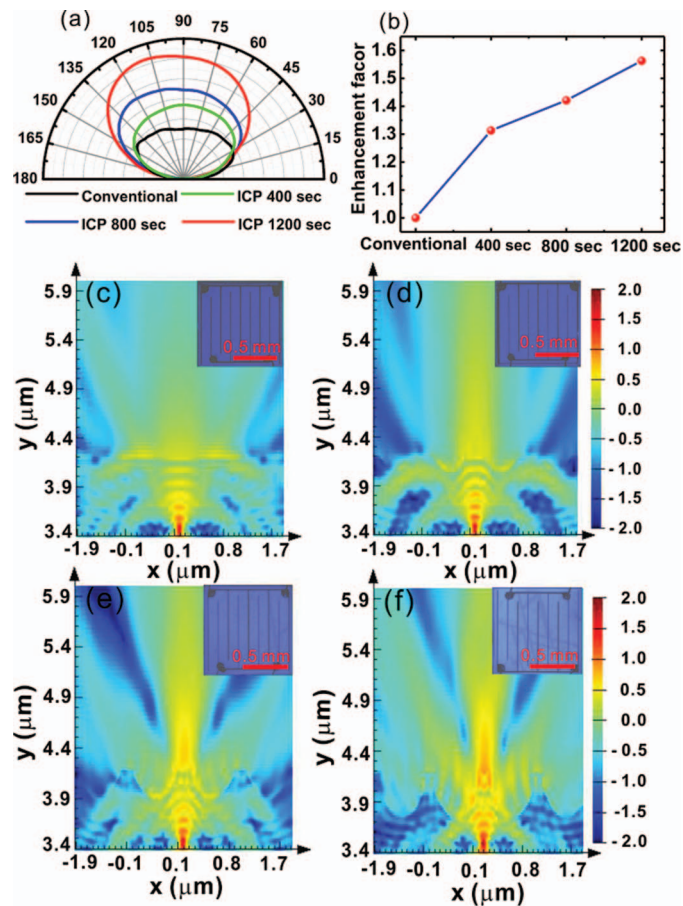 (a)
180 165 150 135 120 105 90 75 60 45 30 15 0
Conventional ICP 400 sec
ICP 800 sec ICP 1200 sec
(b)
Enhancement facor
1.6
1.5
1.4
1.3
1.2
1.1
1.0
Conventional 400 sec 800 sec 1200 sec
(c)
0.5 mm
y (μm)
5.9
5.4
4.9
4.4
3.9
3.4
-1.9 -0.1 0.1 0.8 1.7
x (μm)
(d)
0.5 mm
y (μm)
5.9
5.4
4.9
4.4
3.9
3.4
-1.9 -0.1 0.1 0.8 1.7
x (μm)
2.0
1.5
1.0
0.5
0.0
-0.5
-1.0
-1.5
-2.0
(e)
0.5 mm
y (μm)
5.9
5.4
4.9
4.4
3.9
3.4
-1.9 -0.1 0.1 0.8 1.7
x (μm)
(f)
0.5 mm
y (μm)
5.9
5.4
4.9
4.4
3.9
3.4
-1.9 -0.1 0.1 0.8 1.7
x (μm)
2.0
1.5
1.0
0.5
0.0
-0.5
-1.0
-1.5
-2.0